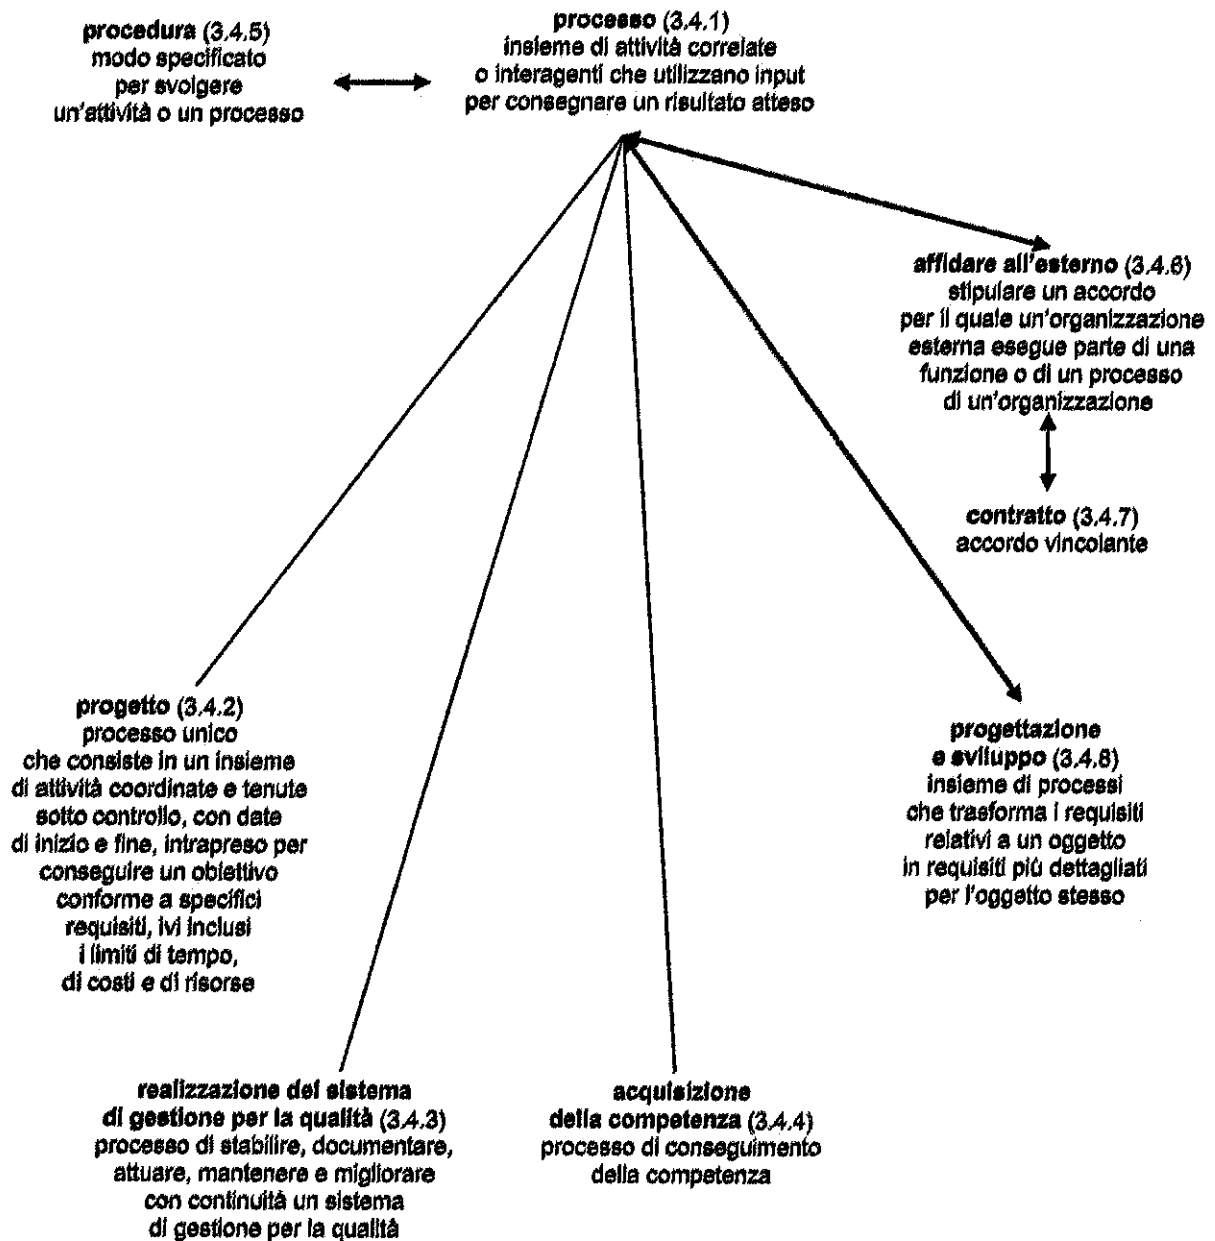 procedura (3.4.5)
modo specificato
per svolgere
un'attività o un processo
processo (3.4.1)
insieme di attività correlate
o interagenti che utilizzano input
per consegnare un risultato atteso
affidare all'esterno (3.4.6)
stipulare un accordo
per il quale un'organizzazione
esterna esegue parte di una
funzione o di un processo
di un'organizzazione
contratto (3.4.7)
accordo vincolante
progetto (3.4.2)
processo unico
che consiste in un insieme
di attività coordinate e tenute
sotto controllo, con date
di inizio e fine, intrapreso per
conseguire un obiettivo
conforme a specifici
requisiti, ivi inclusi
i limiti di tempo,
di costi e di risorse
progettazione
e sviluppo (3.4.8)
insieme di processi
che trasforma i requisiti
relativi a un oggetto
in requisiti più dettagliati
per l'oggetto stesso
realizzazione del sistema
di gestione per la qualità (3.4.3)
processo di stabilire, documentare,
attuare, mantenere e migliorare
con continuità un sistema
di gestione per la qualità
acquisizione
della competenza (3.4.4)
processo di conseguimento
della competenza